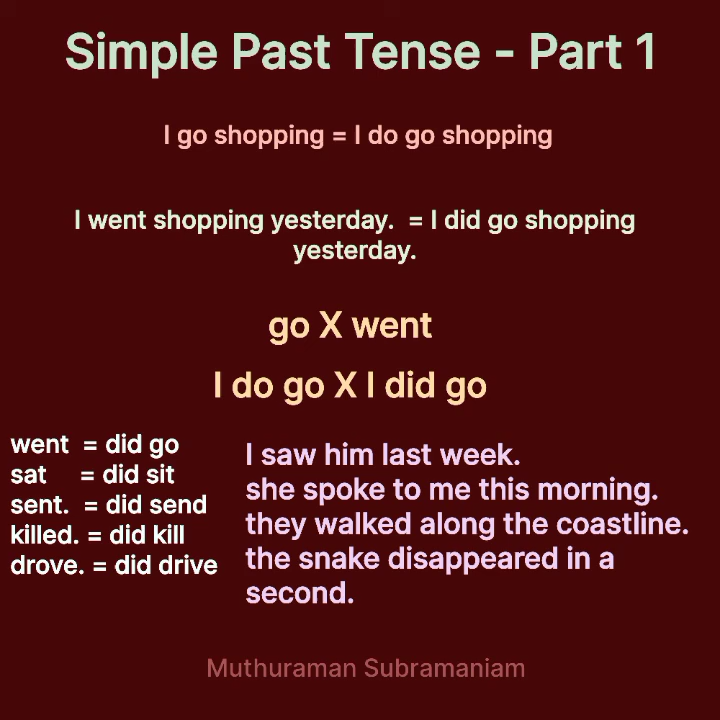 Simple Past Tense - Part 1
I go shopping = I do go shopping
I went shopping yesterday.  = I did go shopping
yesterday.
go X went
I do go X I did go
went  = did go
sat     = did sit
sent.  = did send
killed. = did kill
drove. = did drive
I saw him last week.
she spoke to me this morning.
they walked along the coastline.
the snake disappeared in a
second.
Muthuraman Subramaniam